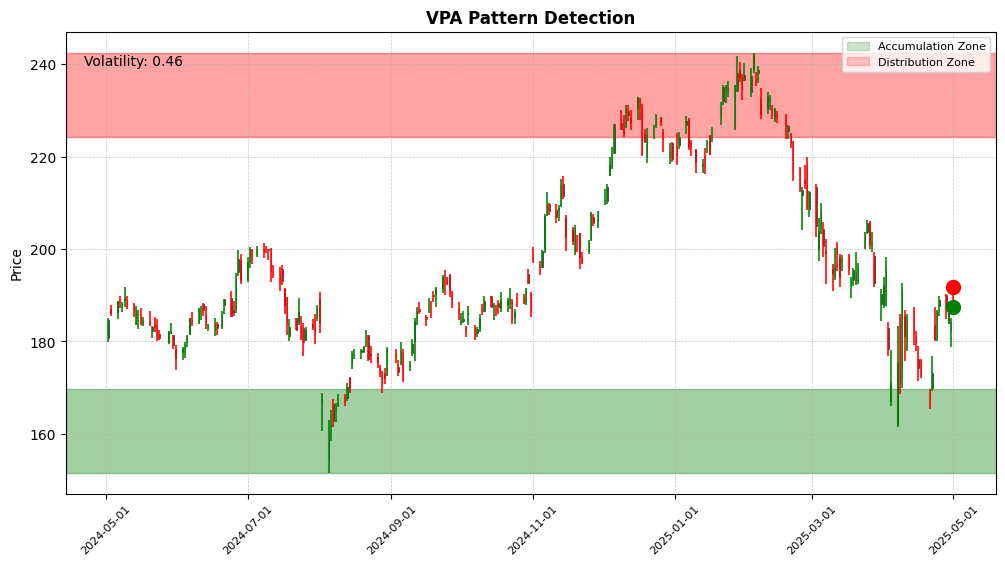 VPA Pattern Detection
Volatility: 0.46
Accumulation Zone
Distribution Zone
Price
240
220
200
180
160
2024-05-01
2024-07-01
2024-09-01
2024-11-01
2025-01-01
2025-03-01
2025-05-01